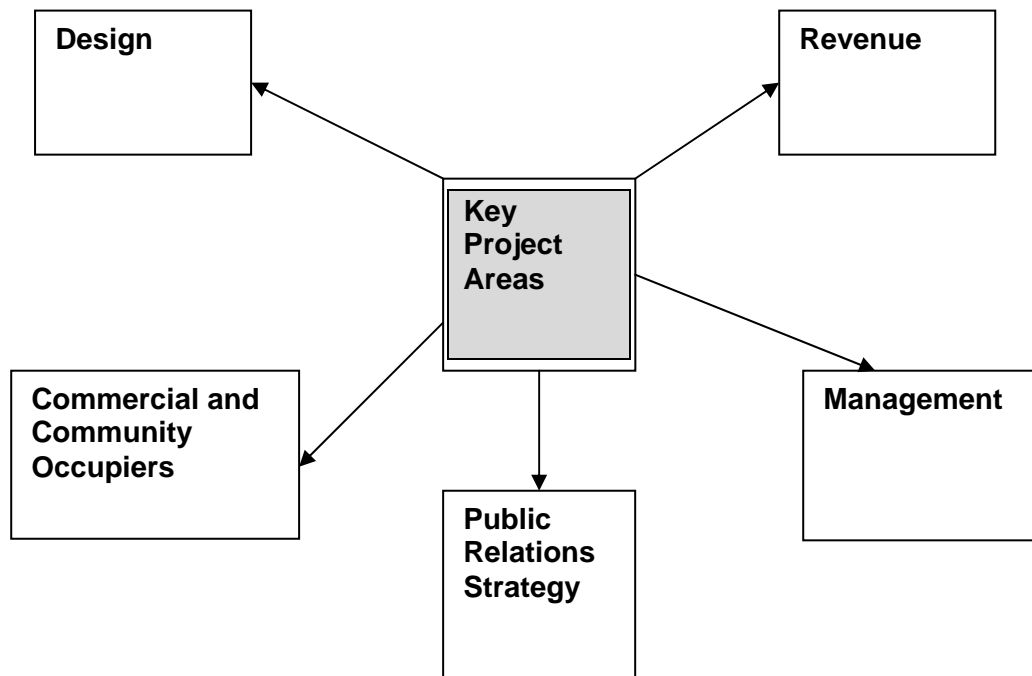 Design
Revenue
Key
Project
Areas
Commercial and
Community
Occupiers
Management
Public
Relations
Strategy